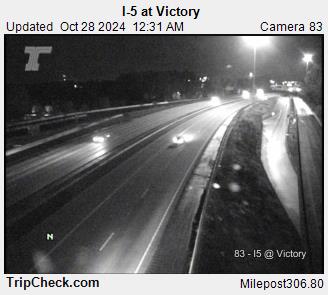 I-5 at Victory
Updated Oct 28 2024 12:31 AM Camera 83
T
N
83 - I5 @ Victory
TripCheck.com Milepost306.80